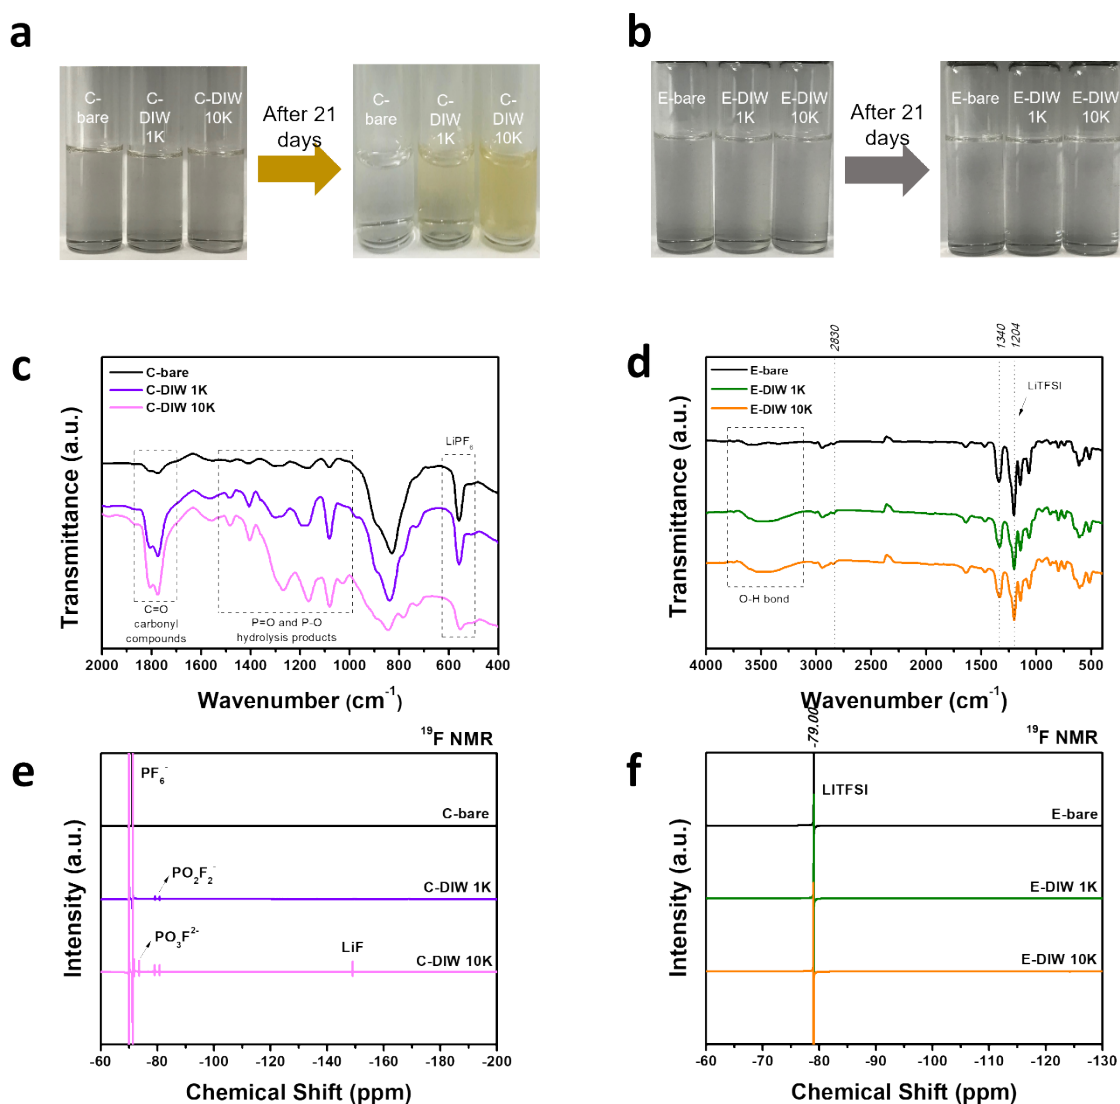 a
C-
bare
C-
DIW
1K
C-DIW
10K
After 21
days
C-
bare
C-
DIW
1K
C-
DIW
10K
b
E-bare
E-DIW
1K
E-DIW
10K
After 21
days
E-bare
E-DIW
1K
E-DIW
10K
c
C-bare
C-DIW 1K
C-DIW 10K
LiPF₆
C=O
carbonyl
compounds
P=O and P-O
hydrolysis products
Transmittance (a.u.)
2000 1800 1600 1400 1200 1000 800 600 400
Wavenumber (cm⁻¹)
d
2830
1340
1204
E-bare
E-DIW 1K
E-DIW 10K
LiTFSI
O-H bond
Transmittance (a.u.)
4000 3500 3000 2500 2000 1500 1000 500
Wavenumber (cm⁻¹)
e
¹⁹F NMR
PF₆⁻
C-bare
PO₂F₂⁻
C-DIW 1K
PO₃F²⁻
LiF
C-DIW 10K
Intensity (a.u.)
-60 -80 -100 -120 -140 -160 -180 -200
Chemical Shift (ppm)
f
-79.00
¹⁹F NMR
LITFSI
E-bare
E-DIW 1K
E-DIW 10K
Intensity (a.u.)
-60 -70 -80 -90 -100 -110 -120 -130
Chemical Shift (ppm)